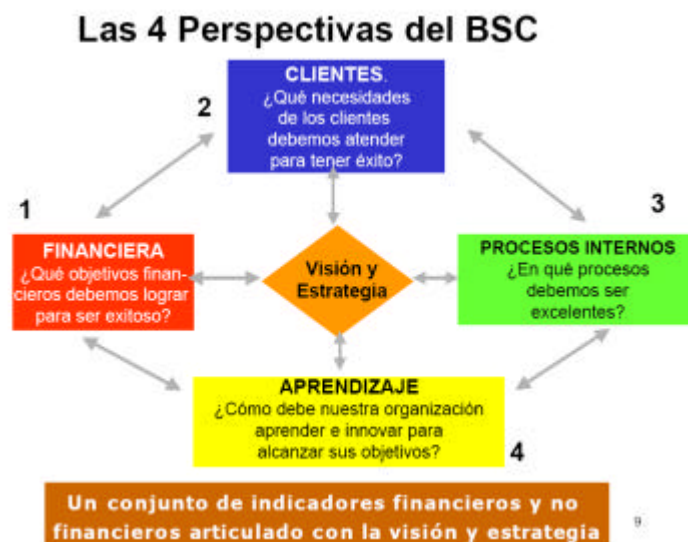 Las 4 Perspectivas del BSC
2
CLIENTES.
¿Qué necesidades
de los clientes
debemos atender
para tener éxito?
1
FINANCIERA
¿Qué objetivos finan-
cieros debemos lograr
para ser exitoso?
Visión y
Estrategia
3
PROCESOS INTERNOS
¿En qué procesos
debemos ser
excelentes?
APRENDIZAJE
¿Cómo debe nuestra organización
aprender e innovar para
alcanzar sus objetivos?
4
Un conjunto de indicadores financieros y no
financieros articulado con la visión y estrategia
9